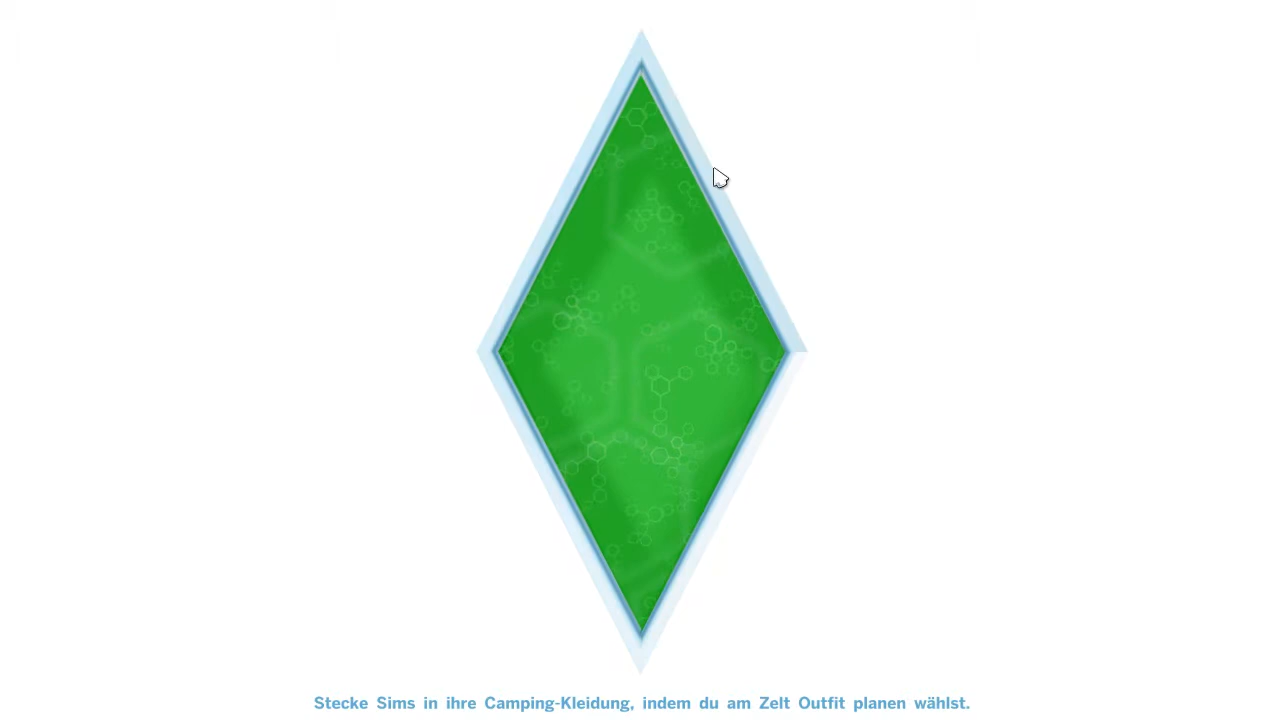 Stecke Sims in ihre Camping-Kleidung, indem du am Zelt Outfit planen wählst.